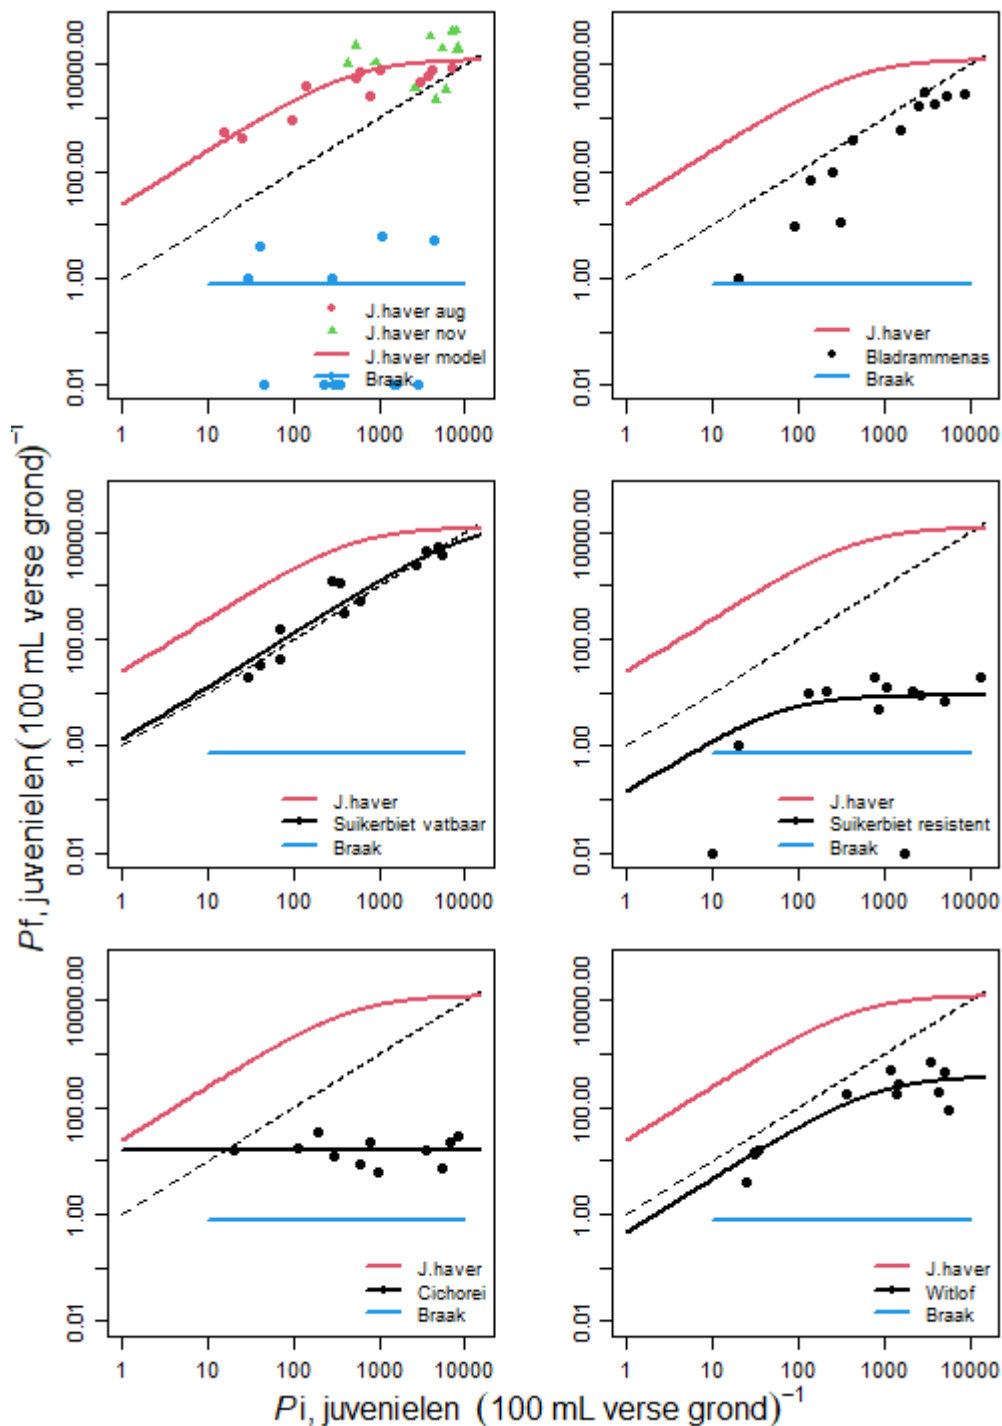 10000.00
100.00
1.00
0.01
1 10 100 1000 10000
J.haver aug
J.haver nov
J.haver model
Braak
10000.00
100.00
1.00
0.01
1 10 100 1000 10000
J.haver
Bladrammenas
Braak
10000.00
100.00
1.00
0.01
1 10 100 1000 10000
J.haver
Suikerbiet vatbaar
Braak
10000.00
100.00
1.00
0.01
1 10 100 1000 10000
J.haver
Suikerbiet resistent
Braak
10000.00
100.00
1.00
0.01
1 10 100 1000 10000
J.haver
Cichorei
Braak
10000.00
100.00
1.00
0.01
1 10 100 1000 10000
J.haver
Witlof
Braak
Pf, juvenielen (100 mL verse grond)⁻¹
Pi, juvenielen (100 mL verse grond)⁻¹